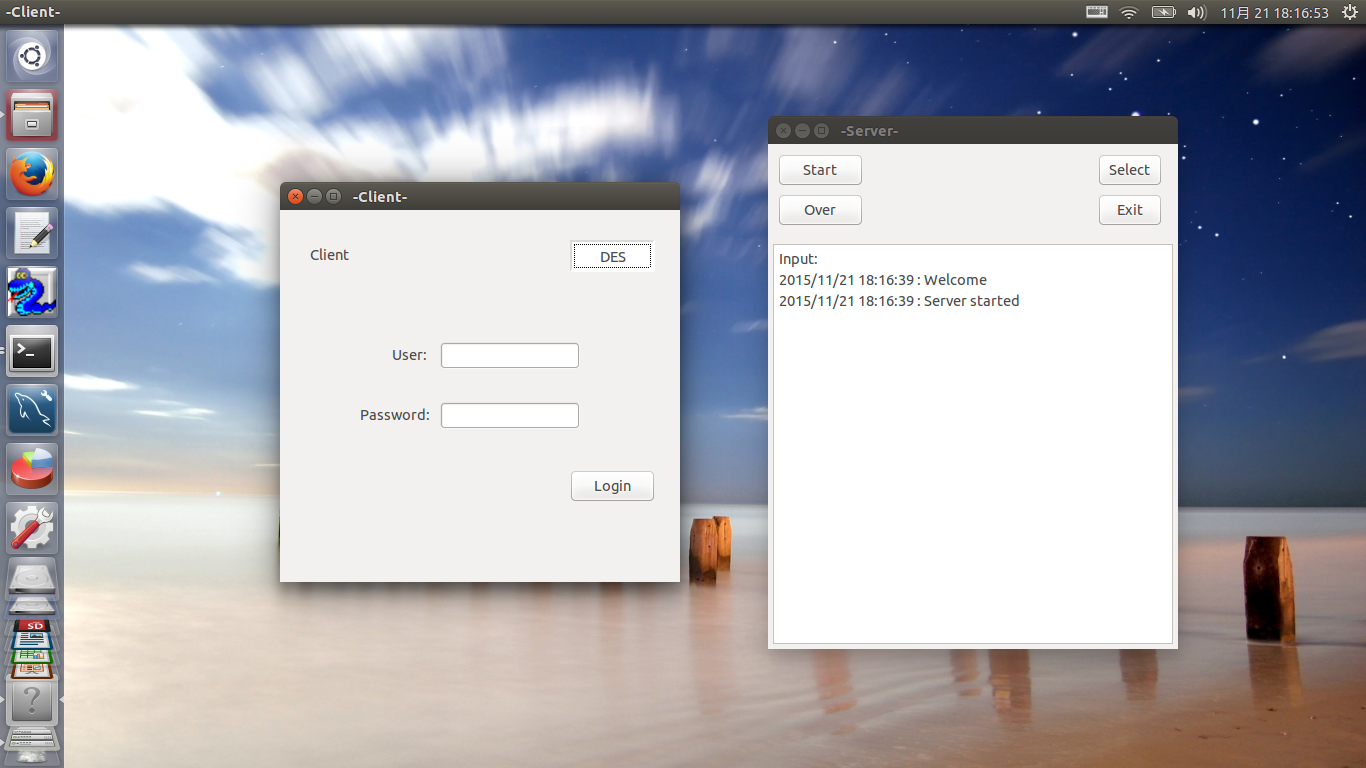 -Client-
11月 21 18:16:53
-Server-
Start
Select
Over
Exit
Input:
2015/11/21 18:16:39 : Welcome
2015/11/21 18:16:39 : Server started
-Client-
Client
DES
User:
Password:
Login
>_
SD
?